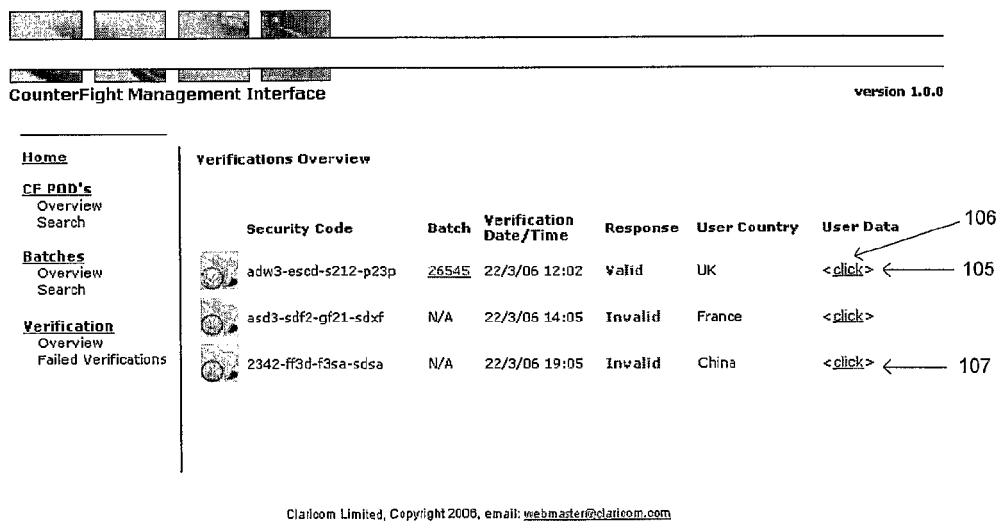 CounterFight Management Interface
version 1.0.0
Home
CF POD's
Overview
Search
Batches
Overview
Search
Verification
Overview
Failed Verifications
Verifications Overview
Security Code Batch Verification Date/Time Response User Country User Data
106
adw3-escd-s212-p23p 26545 22/3/06 12:02 Valid UK <click>
105
asd3-sdf2-gf21-sdxf N/A 22/3/06 14:05 Invalid France <click>
2342-ff3d-f3sa-sdsa N/A 22/3/06 19:05 Invalid China <click>
107
Claricom Limited, Copyright 2006, email: webmaster@claricom.com